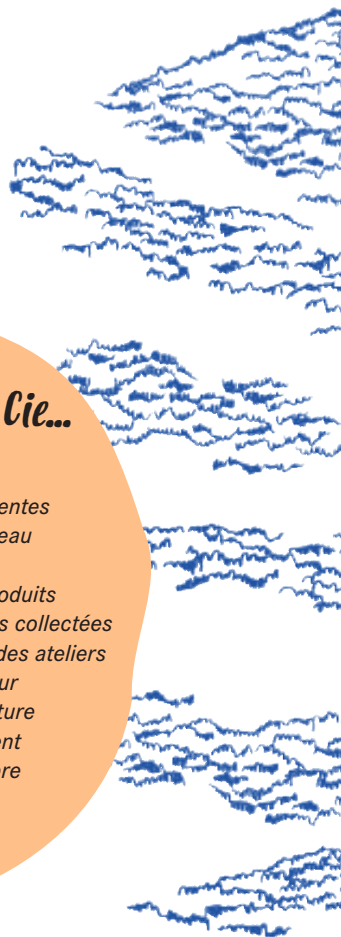 Cie...
entes
eau
oduits
s collectées
des ateliers
ur
ture
ent
re